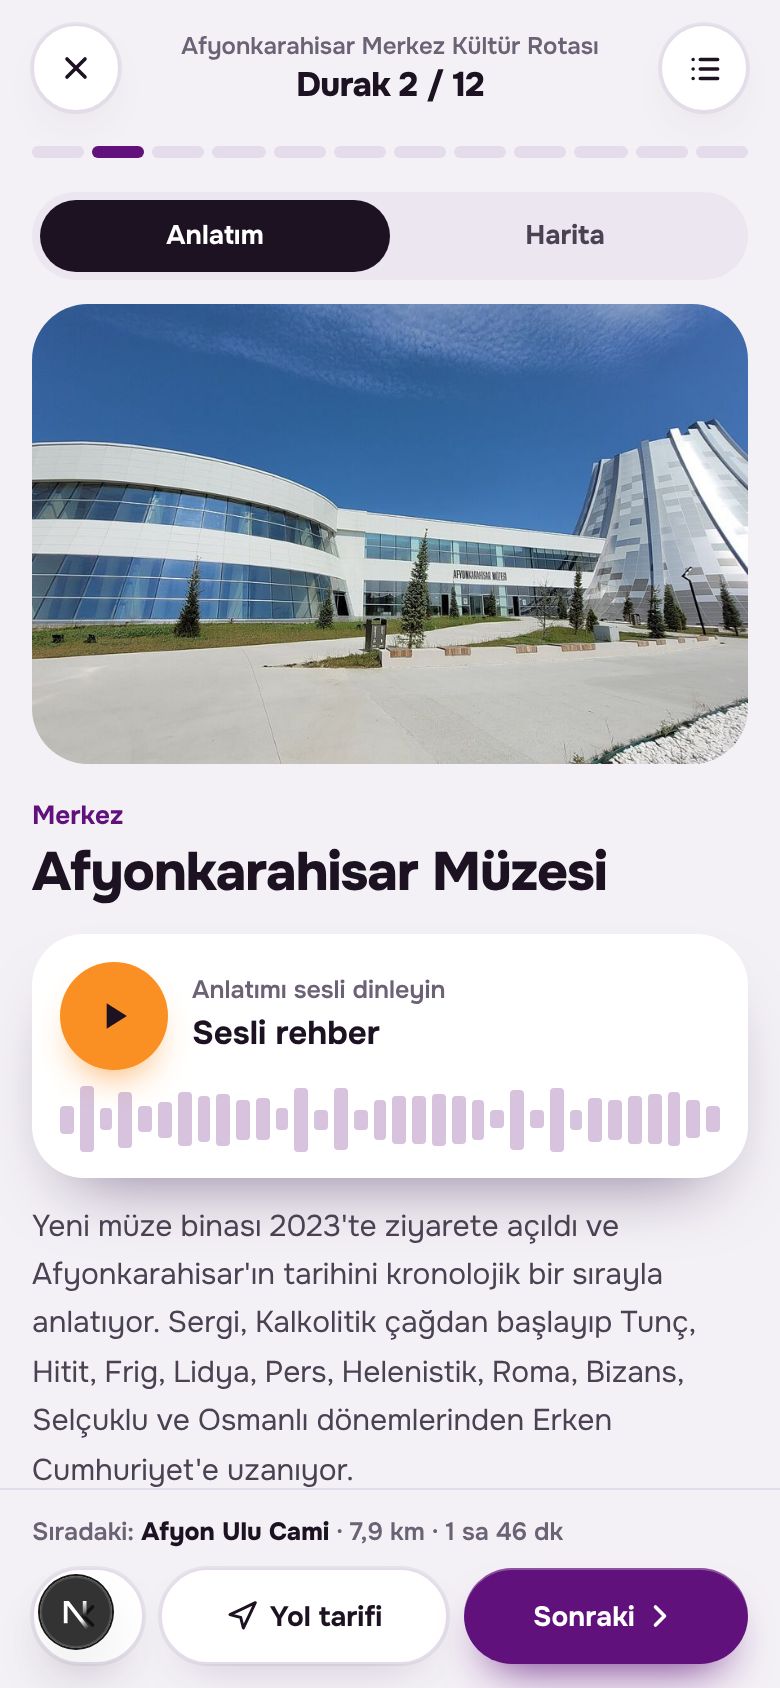 Afyonkarahisar Merkez Kültür Rotası
Durak 2 / 12
Anlatım
Harita
AFYONKARAHİSAR MÜZESİ
Merkez
Afyonkarahisar Müzesi
Anlatımı sesli dinleyin
Sesli rehber
Yeni müze binası 2023'te ziyarete açıldı ve
Afyonkarahisar'ın tarihini kronolojik bir sırayla
anlatıyor. Sergi, Kalkolitik çağdan başlayıp Tunç,
Hitit, Frig, Lidya, Pers, Helenistik, Roma, Bizans,
Selçuklu ve Osmanlı dönemlerinden Erken
Cumhuriyet'e uzanıyor.
Sıradaki: Afyon Ulu Cami · 7,9 km · 1 sa 46 dk
N
Yol tarifi
Sonraki